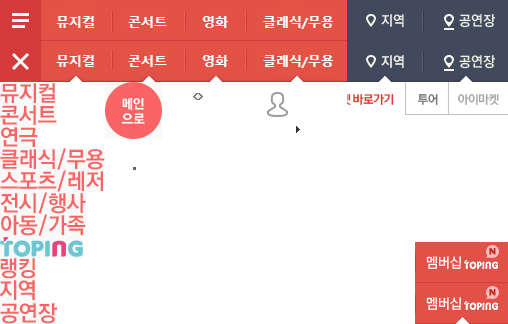 뮤지컬 콘서트 영화 클래식/무용 지역 공연장
뮤지컬 콘서트 영화 클래식/무용 지역 공연장
뮤지컬
콘서트
연극
클래식/무용
스포츠/레저
전시/행사
아동/가족
TOPING
랭킹
지역
공연장
메인
으로
바로가기 투어 아이마켓
N
멤버십 TOPING
N
멤버십 TOPING